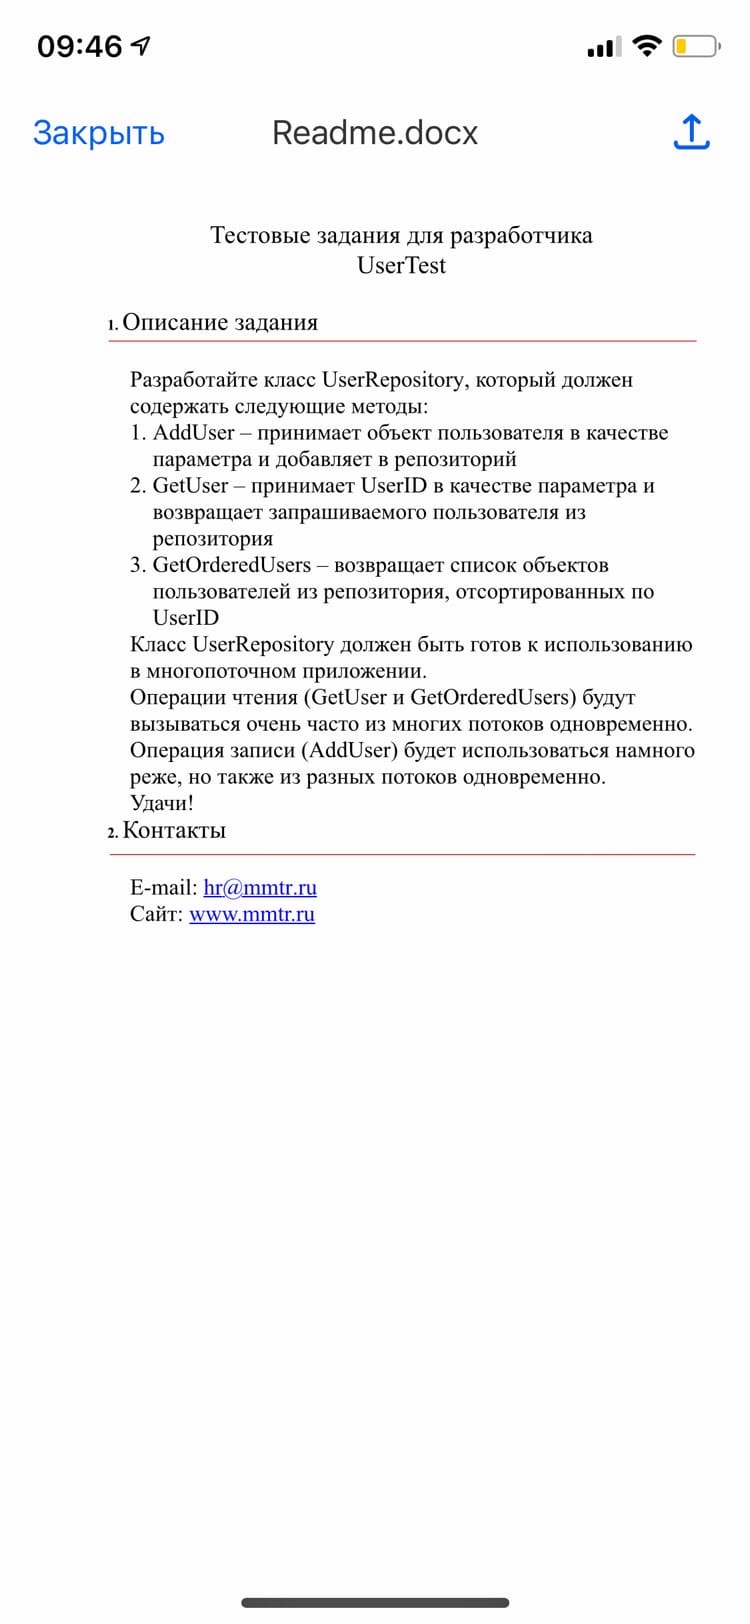 09:46
Закрыть
Readme.docx
Тестовые задания для разработчика
UserTest
1. Описание задания
Разработайте класс UserRepository, который должен
содержать следующие методы:
1. AddUser – принимает объект пользователя в качестве
параметра и добавляет в репозиторий
2. GetUser – принимает UserID в качестве параметра и
возвращает запрашиваемого пользователя из
репозитория
3. GetOrderedUsers – возвращает список объектов
пользователей из репозитория, отсортированных по
UserID
Класс UserRepository должен быть готов к использованию
в многопоточном приложении.
Операции чтения (GetUser и GetOrderedUsers) будут
вызываться очень часто из многих потоков одновременно.
Операция записи (AddUser) будет использоваться намного
реже, но также из разных потоков одновременно.
Удачи!
2. Контакты
E-mail: hr@mmtr.ru
Сайт: www.mmtr.ru